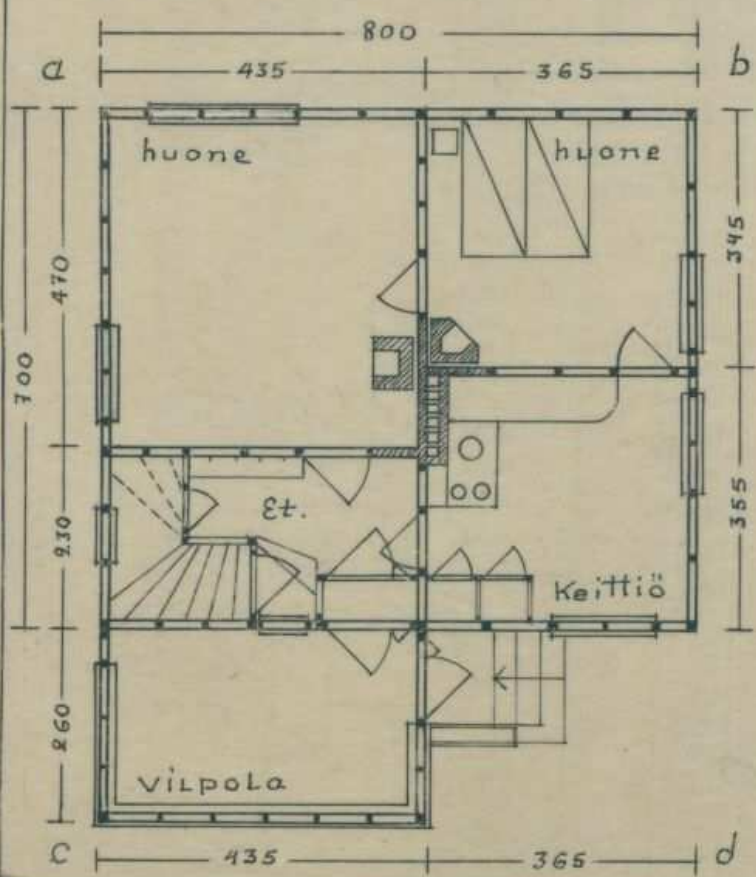 800
a 435 365 b
huone huone
470
345
700
Et.
230
355
Keittiö
260
VILPOLA
c 435 365 d